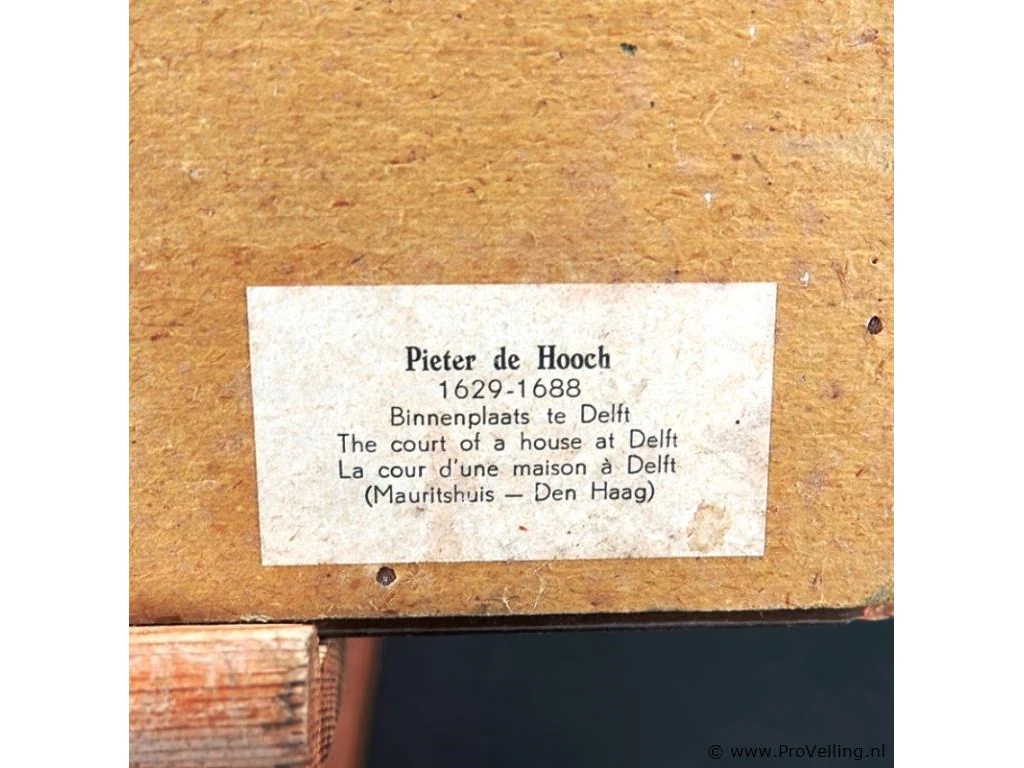 Pieter de Hooch
1629-1688
Binnenplaats te Delft
The court of a house at Delft
La cour d'une maison à Delft
(Mauritshuis — Den Haag)
© www.ProVeiling.nl